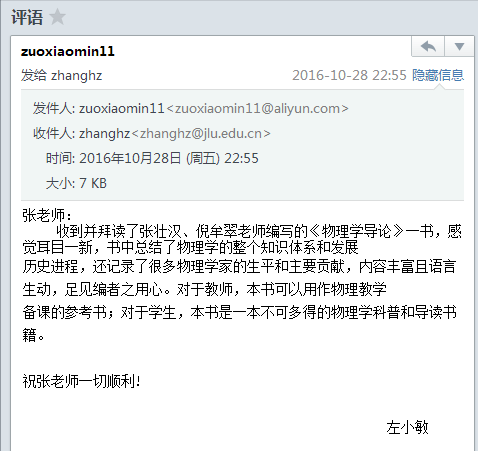 评语
zuoxiaomin11
发给 zhanghz 2016-10-28 22:55 隐藏信息
发件人: zuoxiaomin11<zuoxiaomin11@aliyun.com>
收件人: zhanghz<zhanghz@jlu.edu.cn>
时间: 2016年10月28日 (周五) 22:55
大小: 7 KB
张老师：
收到并拜读了张壮汉、倪牟翠老师编写的《物理学导论》一书，感
觉耳目一新，书中总结了物理学的整个知识体系和发展
历史进程，还记录了很多物理学家的生平和主要贡献，内容丰富且语言
生动，足见编者之用心。对于教师，本书可以用作物理教学
备课的参考书；对于学生，本书是一本不可多得的物理学科普和导读书
籍。
祝张老师一切顺利！
左小敏